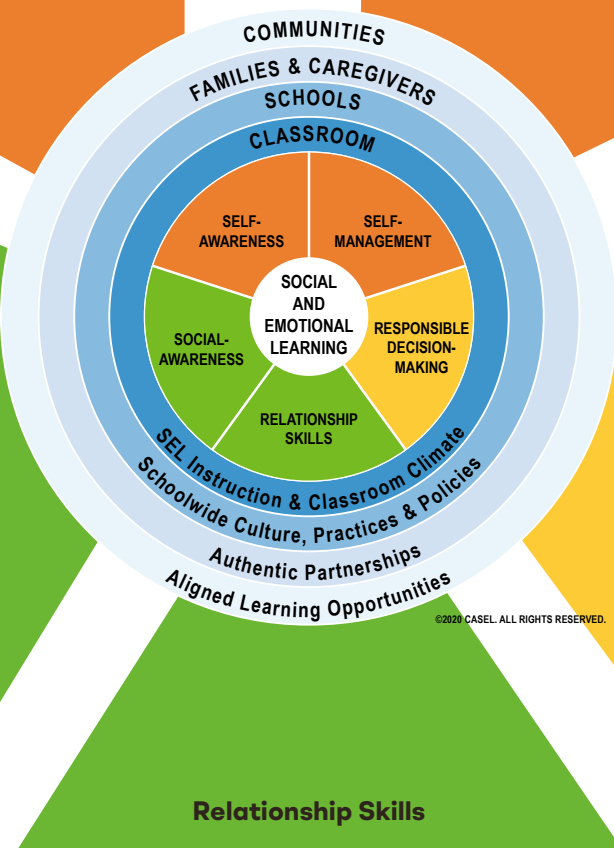 COMMUNITIES
FAMILIES & CAREGIVERS
SCHOOLS
CLASSROOM
SELF-
AWARENESS
SELF-
MANAGEMENT
SOCIAL
AND
EMOTIONAL
LEARNING
SOCIAL-
AWARENESS
RESPONSIBLE
DECISION-
MAKING
RELATIONSHIP
SKILLS
SEL Instruction & Classroom Climate
Schoolwide Culture, Practices & Policies
Authentic Partnerships
Aligned Learning Opportunities
©2020 CASEL. ALL RIGHTS RESERVED.
Relationship Skills